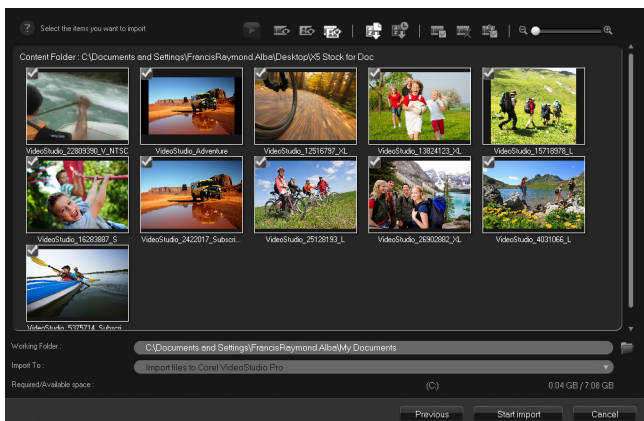 ? Select the items you want to import
Content Folder : C:\Documents and Settings\FrancisRaymond.Alba\Desktop\X5 Stock for Doc
VideoStudio_22809390_V_NTSC VideoStudio_Adventure VideoStudio_12516797_XL VideoStudio_13824123_XL VideoStudio_15718978_L
VideoStudio_16283887_S VideoStudio_2422017_Subscri... VideoStudio_25128193_L VideoStudio_26902882_XL VideoStudio_4031066_L
VideoStudio_5375714_Subscri
Working Folder : C:\Documents and Settings\FrancisRaymond.Alba\My Documents
Import To : Import files to Corel VideoStudio Pro
Required/Available space : (C:) 0.04 GB / 7.08 GB
Previous Start import Cancel